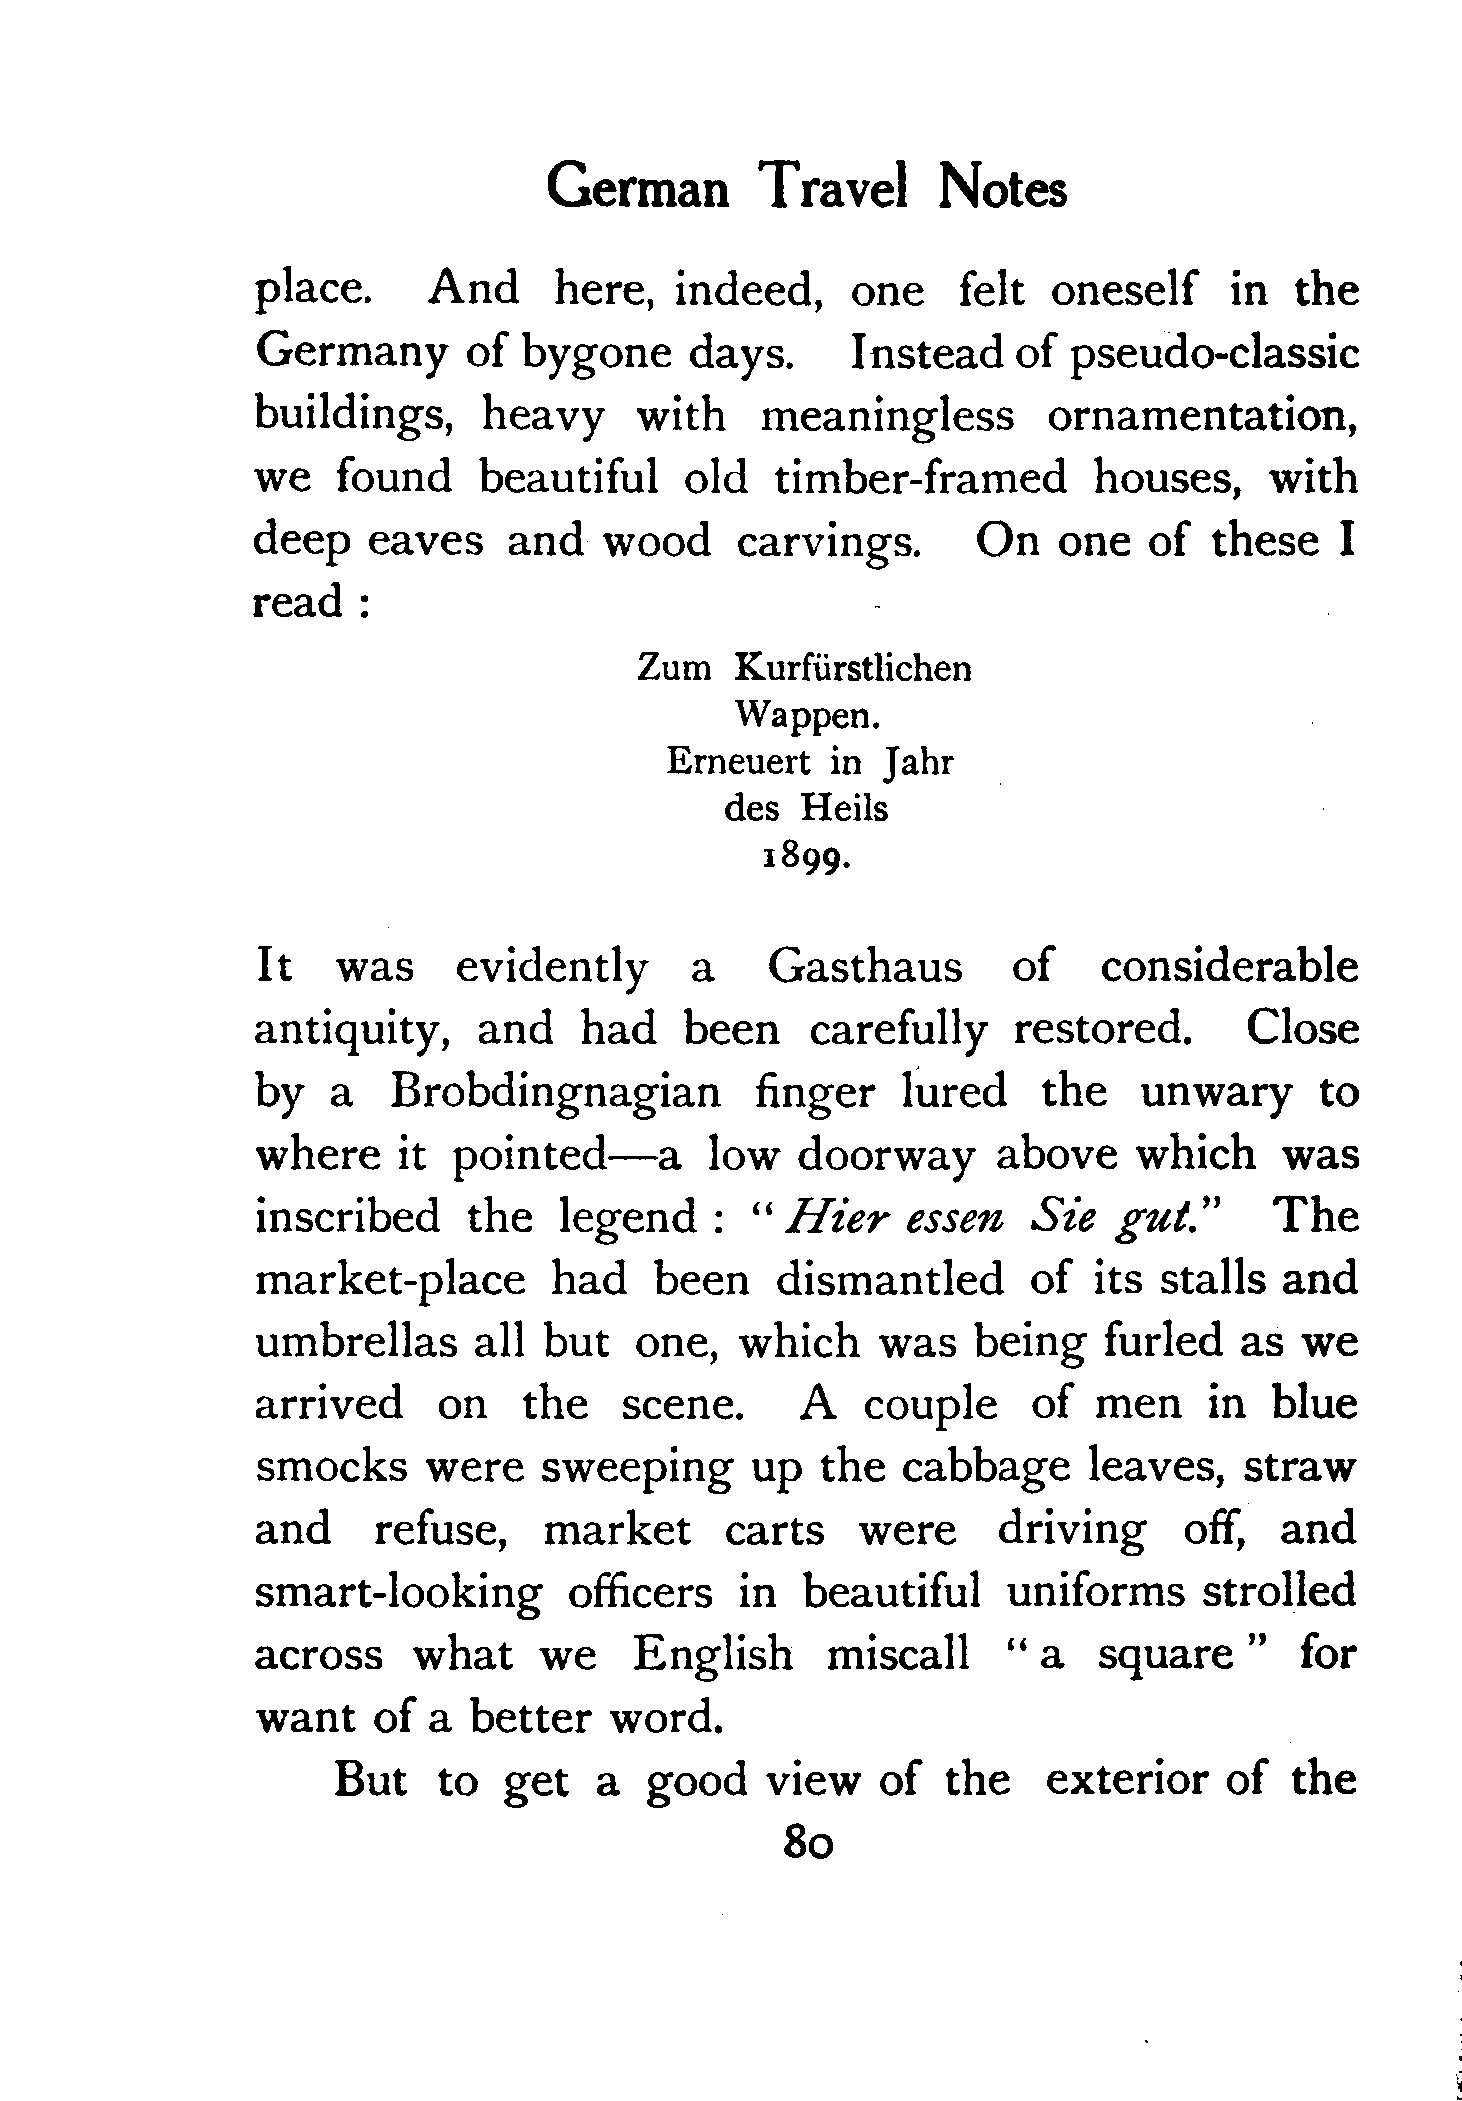 German Travel Notes
place. And here, indeed, one felt oneself in the
Germany of bygone days. Instead of pseudo-classic
buildings, heavy with meaningless ornamentation,
we found beautiful old timber-framed houses, with
deep eaves and wood carvings. On one of these I
read :
Zum Kurfürstlichen
Wappen.
Erneuert in Jahr
des Heils
1899.
It was evidently a Gasthaus of considerable
antiquity, and had been carefully restored. Close
by a Brobdingnagian finger lured the unwary to
where it pointed—a low doorway above which was
inscribed the legend : “ Hier essen Sie gut.” The
market-place had been dismantled of its stalls and
umbrellas all but one, which was being furled as we
arrived on the scene. A couple of men in blue
smocks were sweeping up the cabbage leaves, straw
and refuse, market carts were driving off, and
smart-looking officers in beautiful uniforms strolled
across what we English miscall “ a square ” for
want of a better word.
But to get a good view of the exterior of the
80